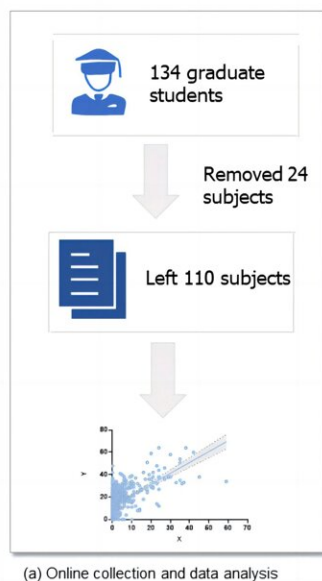 134 graduate
students
Removed 24
subjects
Left 110 subjects
80
60
40
20
0
Y
0 10 20 30 40 50 60 70
X
(a) Online collection and data analysis